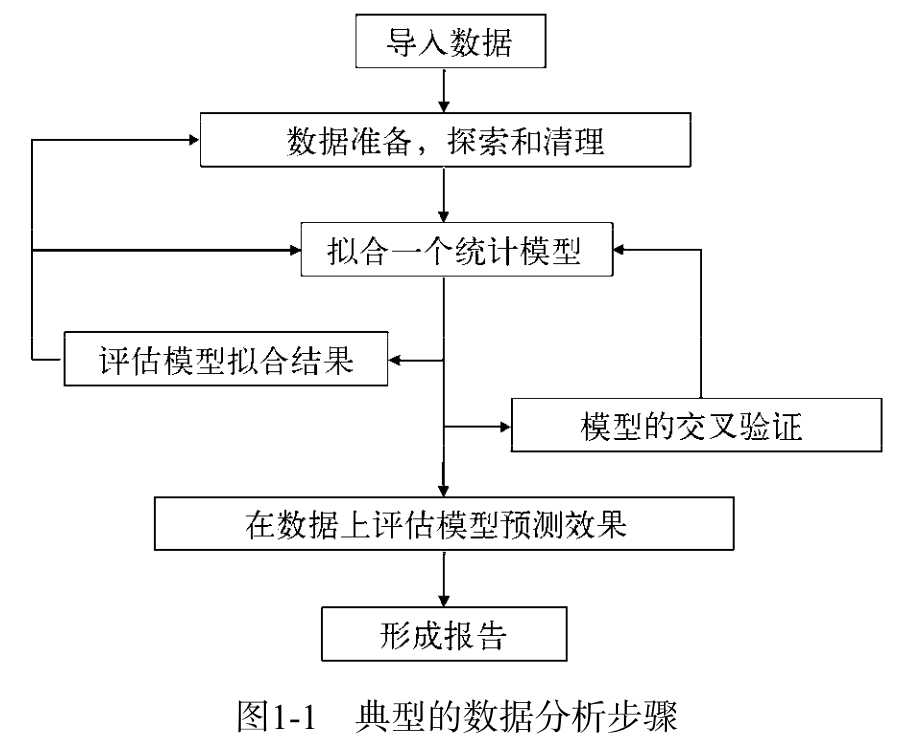 导入数据
数据准备，探索和清理
拟合一个统计模型
评估模型拟合结果
模型的交叉验证
在数据上评估模型预测效果
形成报告
图1-1 典型的数据分析步骤